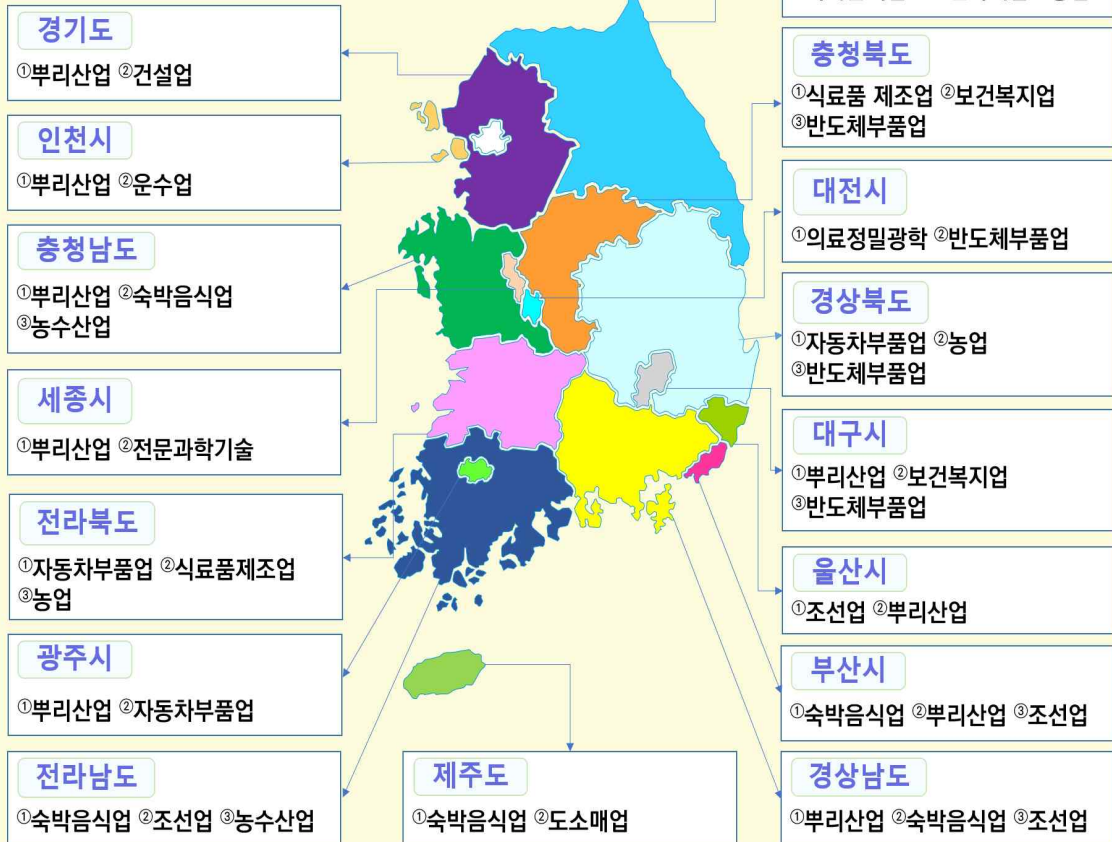 경기도
①뿌리산업 ②건설업
인천시
①뿌리산업 ②운수업
충청남도
①뿌리산업 ②숙박음식업
③농수산업
세종시
①뿌리산업 ②전문과학기술
전라북도
①자동차부품업 ②식료품제조업
③농업
광주시
①뿌리산업 ②자동차부품업
전라남도
①숙박음식업 ②조선업 ③농수산업
제주도
①숙박음식업 ②도소매업
충청북도
①식료품 제조업 ②보건복지업
③반도체부품업
대전시
①의료정밀광학 ②반도체부품업
경상북도
①자동차부품업 ②농업
③반도체부품업
대구시
①뿌리산업 ②보건복지업
③반도체부품업
울산시
①조선업 ②뿌리산업
부산시
①숙박음식업 ②뿌리산업 ③조선업
경상남도
①뿌리산업 ②숙박음식업 ③조선업